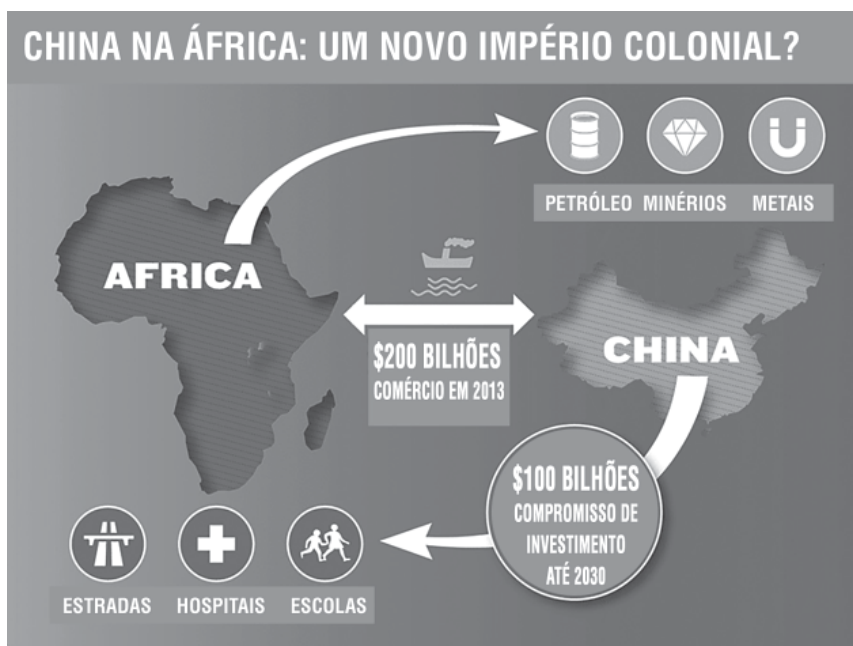 CHINA NA ÁFRICA: UM NOVO IMPÉRIO COLONIAL?
PETRÓLEO MINÉRIOS METAIS
AFRICA
$200 BILHÕES
COMÉRCIO EM 2013
CHINA
$100 BILHÕES
COMPROMISSO DE
INVESTIMENTO
ATÉ 2030
ESTRADAS HOSPITAIS ESCOLAS